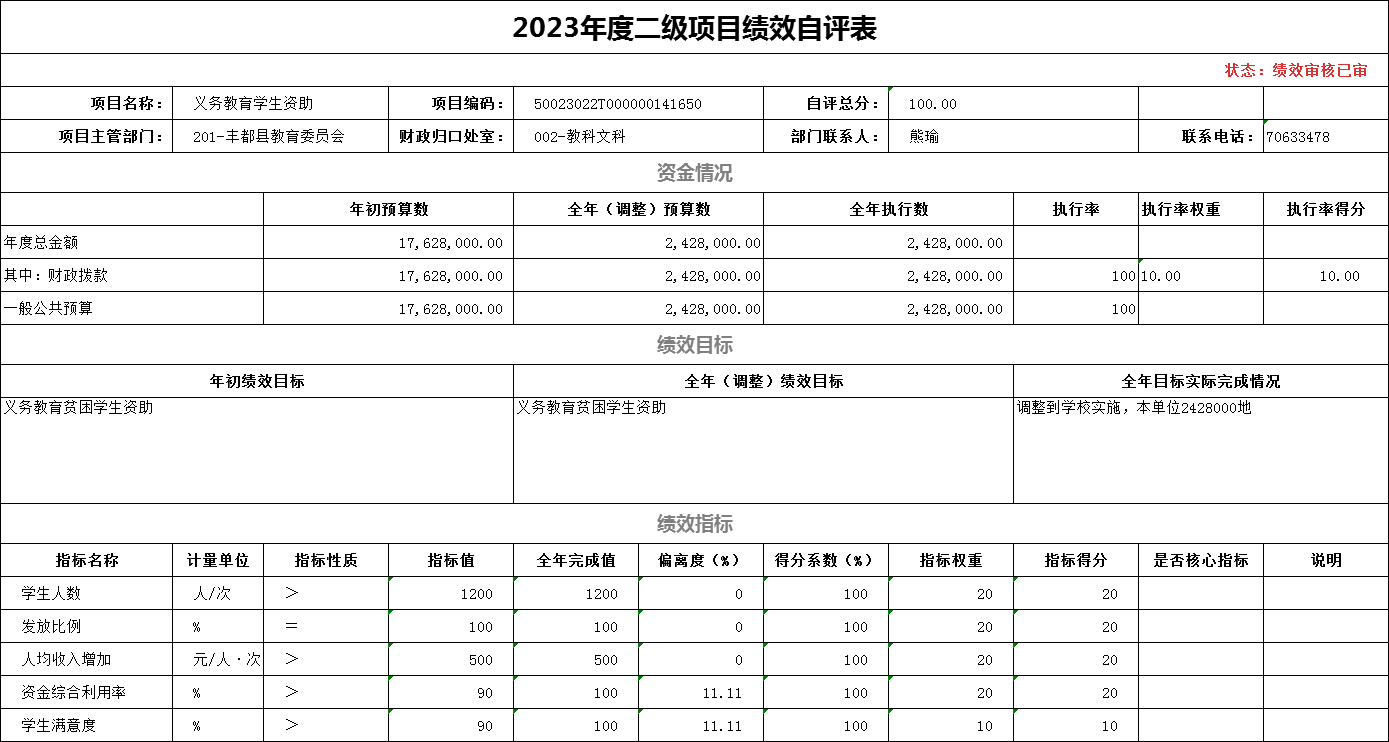 2023年度二级项目绩效自评表
状态：绩效审核已审
项目名称： 义务教育学生资助 项目编码： 50023022T000000141650 自评总分： 100.00
项目主管部门： 201-丰都县教育委员会 财政归口处室： 002-教科文科 部门联系人： 熊瑜 联系电话： 70633478
资金情况
年初预算数 全年（调整）预算数 全年执行数 执行率 执行率权重 执行率得分
年度总金额 17,628,000.00 2,428,000.00 2,428,000.00
其中：财政拨款 17,628,000.00 2,428,000.00 2,428,000.00 100 10.00 10.00
一般公共预算 17,628,000.00 2,428,000.00 2,428,000.00 100
绩效目标
年初绩效目标 全年（调整）绩效目标 全年目标实际完成情况
义务教育贫困学生资助 义务教育贫困学生资助 调整到学校实施，本单位2428000地
绩效指标
指标名称 计量单位 指标性质 指标值 全年完成值 偏离度（%） 得分系数（%） 指标权重 指标得分 是否核心指标 说明
学生人数 人/次 ＞ 1200 1200 0 100 20 20
发放比例 % ＝ 100 100 0 100 20 20
人均收入增加 元/人·次 ＞ 500 500 0 100 20 20
资金综合利用率 % ＞ 90 100 11.11 100 20 20
学生满意度 % ＞ 90 100 11.11 100 10 10